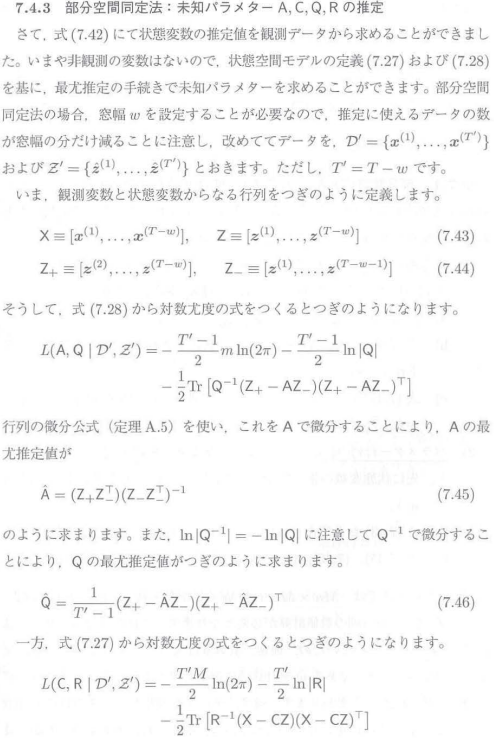 7.4.3 部分空間同定法：未知パラメター A, C, Q, R の推定
さて，式 (7.42) にて状態変数の推定値を観測データから求めることができまし
た。いまや非観測の変数はないので，状態空間モデルの定義 (7.27) および (7.28)
を基に，最尤推定の手続きで未知パラメターを求めることができます。部分空間
同定法の場合，窓幅 w を設定することが必要なので，推定に使えるデータの数
が窓幅の分だけ減ることに注意し，改めててデータを，D′ = {x^(1), . . . , x^(T′)}
および Z′ = {ẑ^(1), . . . , ẑ^(T′)} とおきます。ただし，T′ = T − w です。
いま，観測変数と状態変数からなる行列をつぎのように定義します。
X ≡ [x^(1), . . . , x^(T−w)], Z ≡ [z^(1), . . . , z^(T−w)] (7.43)
Z₊ ≡ [z^(2), . . . , z^(T−w)], Z₋ ≡ [z^(1), . . . , z^(T−w−1)] (7.44)
そうして，式 (7.28) から対数尤度の式をつくるとつぎのようになります。
L(A, Q | D′, Z′) = − (T′ − 1)/2 m ln(2π) − (T′ − 1)/2 ln |Q|
− 1/2 Tr [Q⁻¹(Z₊ − AZ₋)(Z₊ − AZ₋)^⊤]
行列の微分公式（定理 A.5）を使い，これを A で微分することにより，A の最
尤推定値が
Â = (Z₊Z₋^⊤)(Z₋Z₋^⊤)⁻¹ (7.45)
のように求まります。また，ln |Q⁻¹| = − ln |Q| に注意して Q⁻¹ で微分するこ
とにより，Q の最尤推定値がつぎのように求まります。
Q̂ = 1/(T′ − 1) (Z₊ − ÂZ₋)(Z₊ − ÂZ₋)^⊤ (7.46)
一方，式 (7.27) から対数尤度の式をつくるとつぎのようになります。
L(C, R | D′, Z′) = − T′M/2 ln(2π) − T′/2 ln |R|
− 1/2 Tr [R⁻¹(X − CZ)(X − CZ)^⊤]